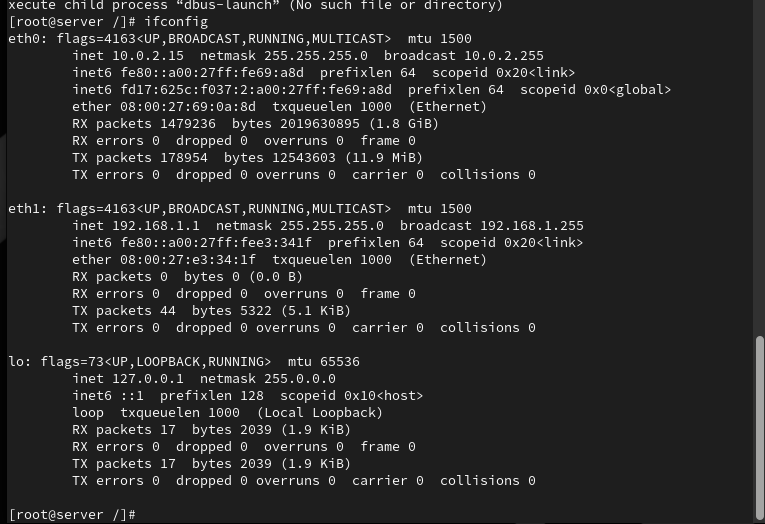 xecute child process “dbus-launch” (No such file or directory)
[root@server /]# ifconfig
eth0: flags=4163<UP,BROADCAST,RUNNING,MULTICAST>  mtu 1500
        inet 10.0.2.15  netmask 255.255.255.0  broadcast 10.0.2.255
        inet6 fe80::a00:27ff:fe69:a8d  prefixlen 64  scopeid 0x20<link>
        inet6 fd17:625c:f037:2:a00:27ff:fe69:a8d  prefixlen 64  scopeid 0x0<global>
        ether 08:00:27:69:0a:8d  txqueuelen 1000  (Ethernet)
        RX packets 1479236  bytes 2019630895 (1.8 GiB)
        RX errors 0  dropped 0  overruns 0  frame 0
        TX packets 178954  bytes 12543603 (11.9 MiB)
        TX errors 0  dropped 0 overruns 0  carrier 0  collisions 0

eth1: flags=4163<UP,BROADCAST,RUNNING,MULTICAST>  mtu 1500
        inet 192.168.1.1  netmask 255.255.255.0  broadcast 192.168.1.255
        inet6 fe80::a00:27ff:fee3:341f  prefixlen 64  scopeid 0x20<link>
        ether 08:00:27:e3:34:1f  txqueuelen 1000  (Ethernet)
        RX packets 0  bytes 0 (0.0 B)
        RX errors 0  dropped 0  overruns 0  frame 0
        TX packets 44  bytes 5322 (5.1 KiB)
        TX errors 0  dropped 0 overruns 0  carrier 0  collisions 0

lo: flags=73<UP,LOOPBACK,RUNNING>  mtu 65536
        inet 127.0.0.1  netmask 255.0.0.0
        inet6 ::1  prefixlen 128  scopeid 0x10<host>
        loop  txqueuelen 1000  (Local Loopback)
        RX packets 17  bytes 2039 (1.9 KiB)
        RX errors 0  dropped 0  overruns 0  frame 0
        TX packets 17  bytes 2039 (1.9 KiB)
        TX errors 0  dropped 0 overruns 0  carrier 0  collisions 0

[root@server /]#